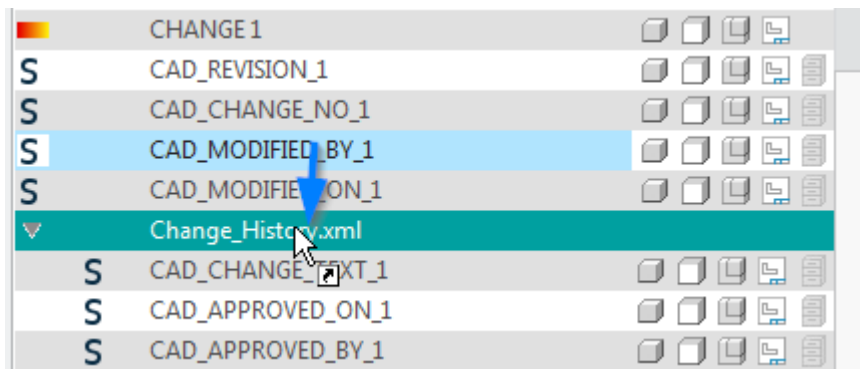 CHANGE 1
S CAD_REVISION_1
S CAD_CHANGE_NO_1
S CAD_MODIFIED_BY_1
S CAD_MODIFIED_ON_1
Change_History.xml
S CAD_CHANGE_TEXT_1
S CAD_APPROVED_ON_1
S CAD_APPROVED_BY_1